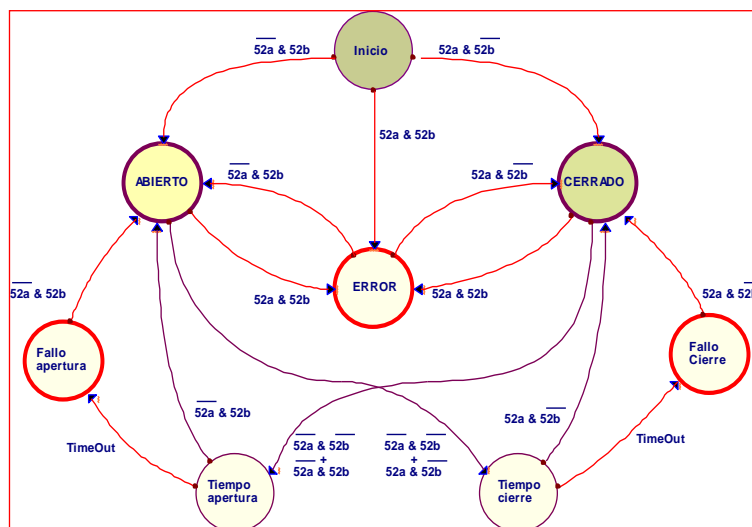 Inicio
52a & 52b
52a & 52b
52a & 52b
ABIERTO
52a & 52b
52a & 52b
CERRADO
ERROR
52a & 52b
52a & 52b
52a & 52b
52a & 52b
Fallo
apertura
Fallo
Cierre
52a & 52b
52a & 52b
TimeOut
52a & 52b
+
52a & 52b
52a & 52b
+
52a & 52b
TimeOut
Tiempo
apertura
Tiempo
cierre